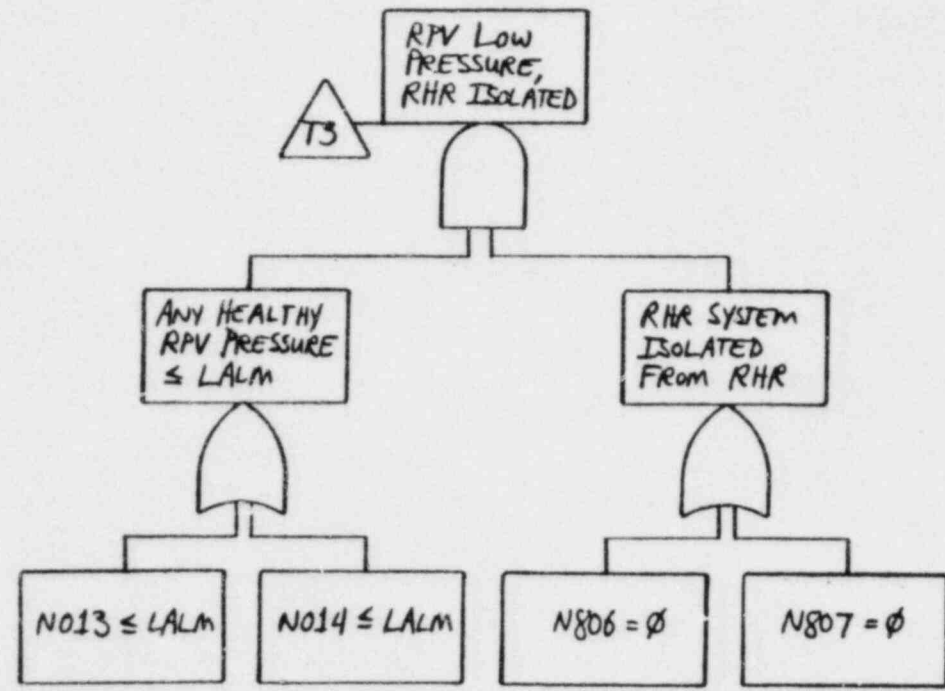 RPV LOW
PRESSURE,
RHR ISOLATED
T3
ANY HEALTHY
RPV PRESSURE
≤ LALM
RHR SYSTEM
ISOLATED
FROM RHR
N013 ≤ LALM
N014 ≤ LALM
N806 = Ø
N807 = Ø